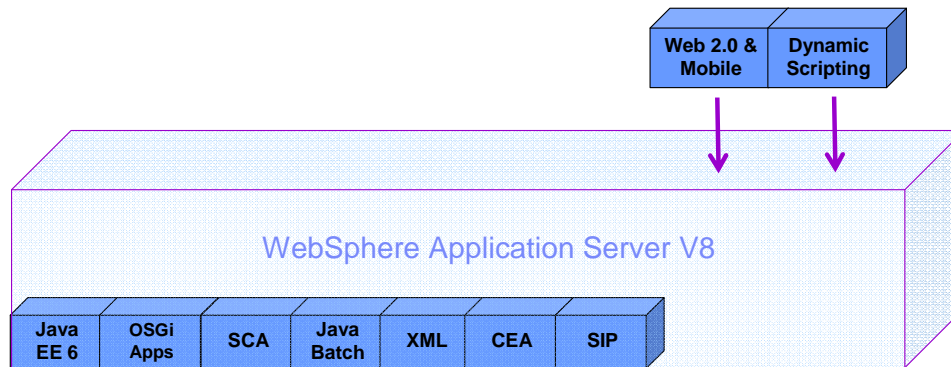 Web 2.0 &
Mobile
Dynamic
Scripting
WebSphere Application Server V8
Java
EE 6
OSGi
Apps
SCA
Java
Batch
XML
CEA
SIP